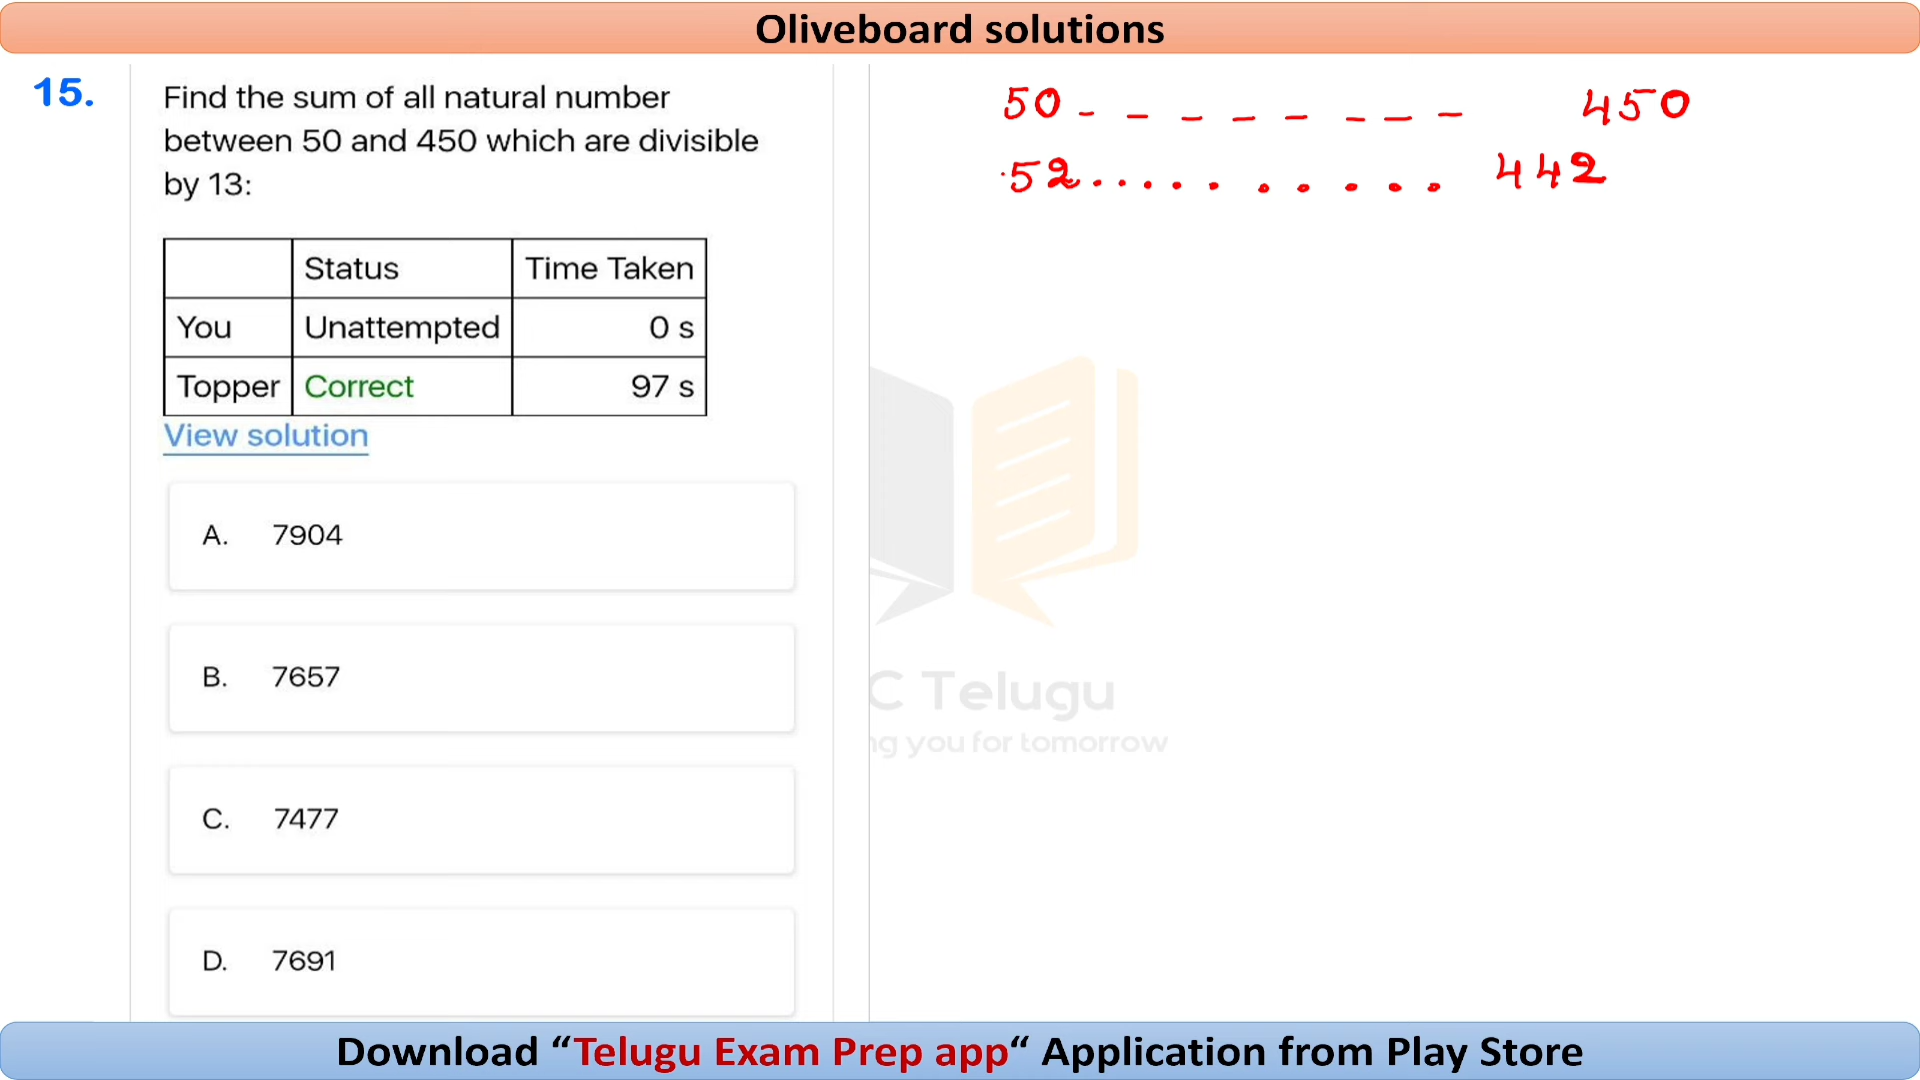 Oliveboard solutions
15.
Find the sum of all natural number
between 50 and 450 which are divisible
by 13:
Status Time Taken
You Unattempted 0 s
Topper Correct 97 s
View solution
A. 7904
B. 7657
C. 7477
D. 7691
50 - - - - - - - - 450
52 . . . . . . . . . . 442
C Telugu
ng you for tomorrow
Download “Telugu Exam Prep app“ Application from Play Store